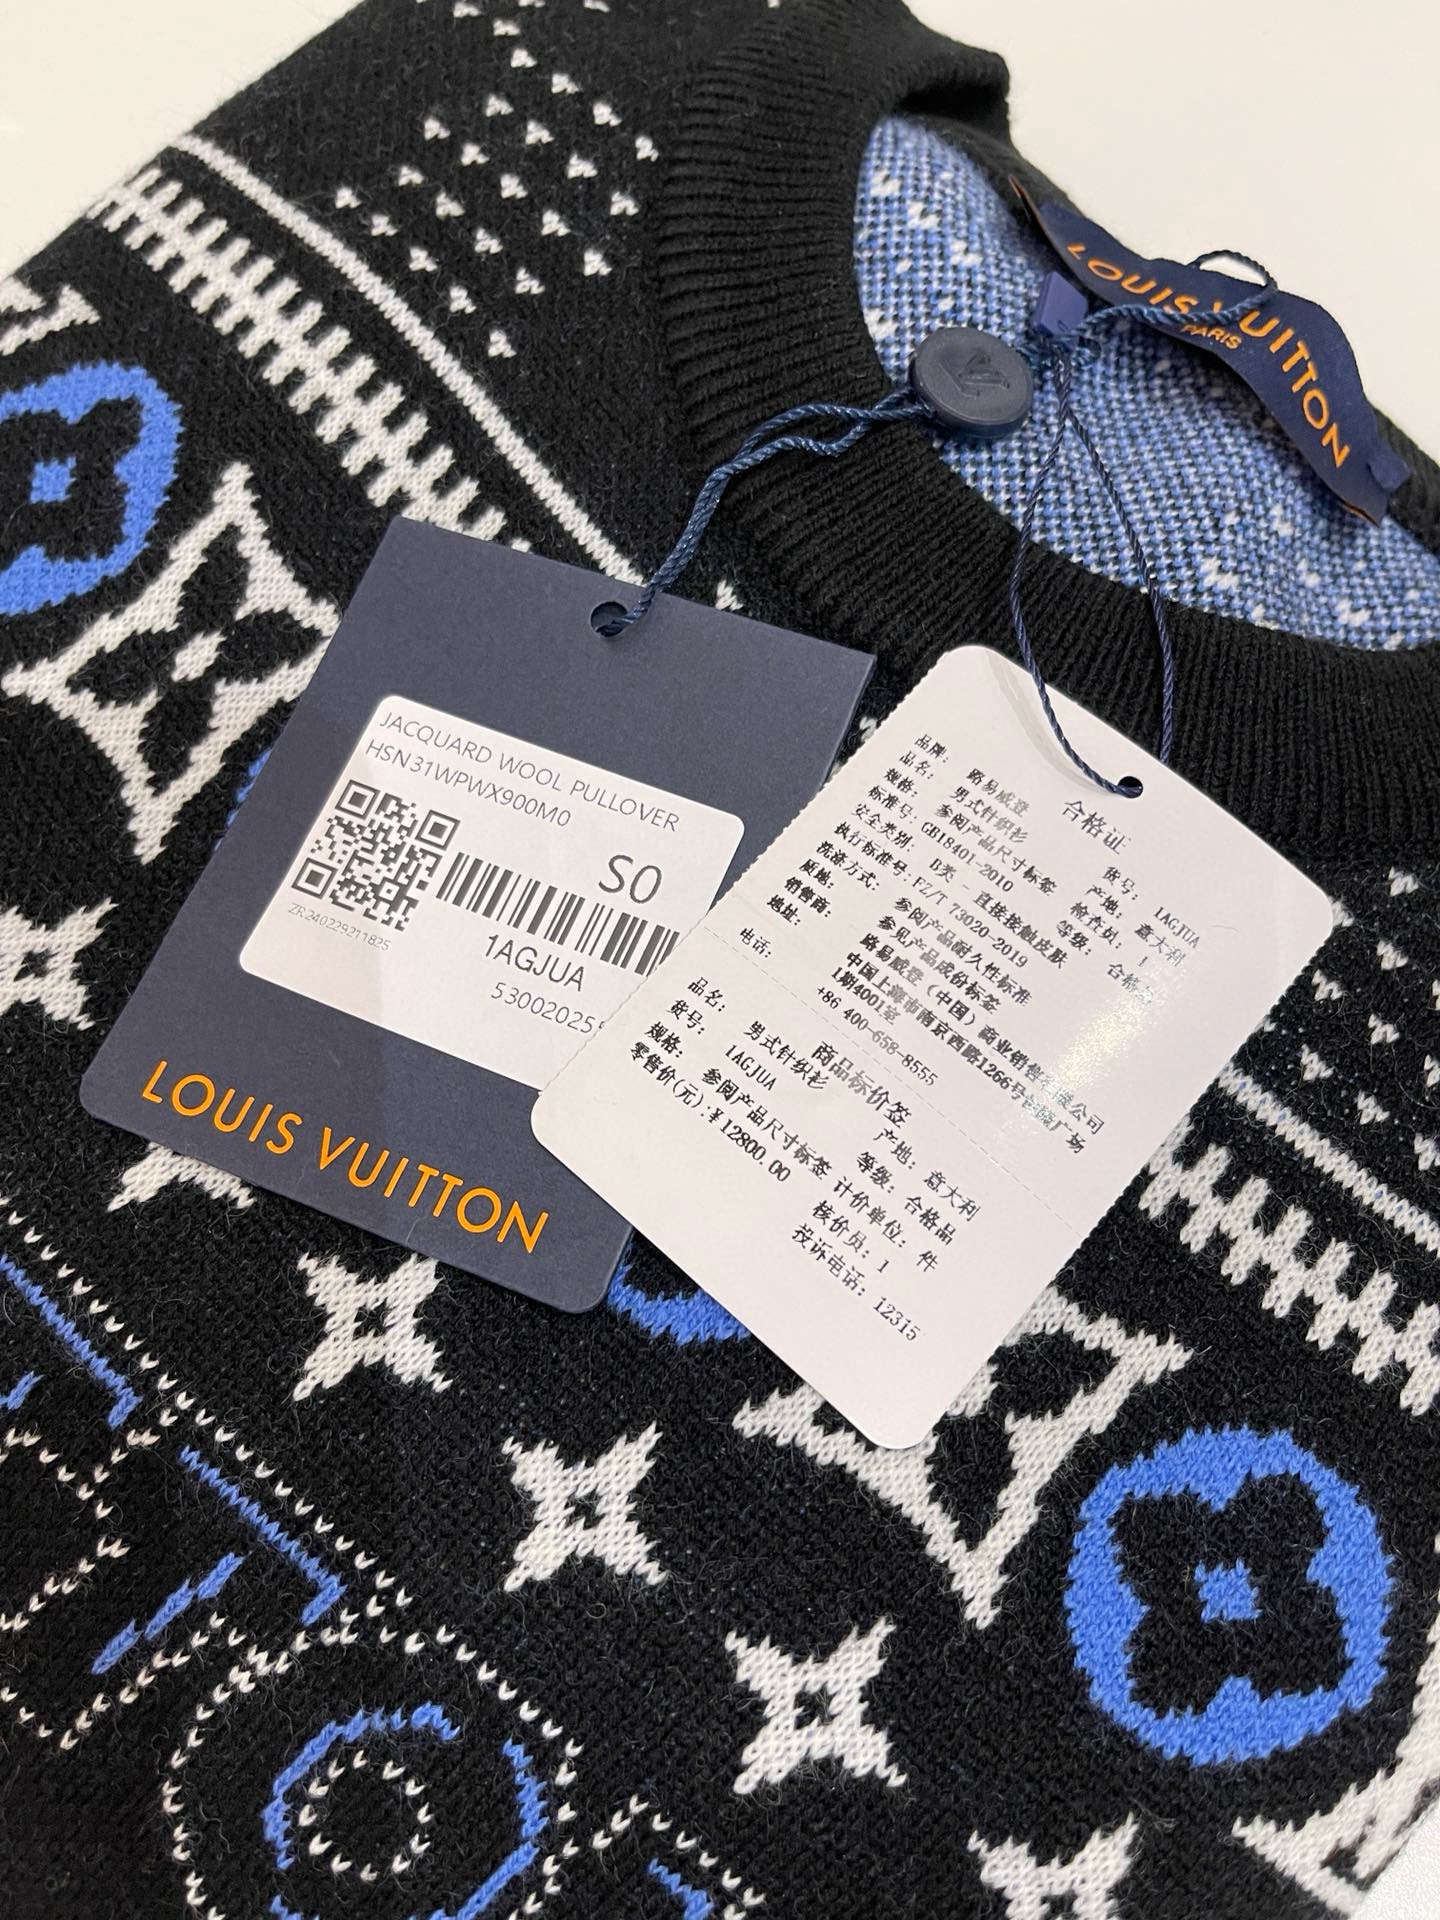 LOUIS VUITTON
PARIS
JACQUARD WOOL PULLOVER
HSN31WPWX900M0
S0
ZR240229211825
1AGJUA
53002025
LOUIS VUITTON
合格证
品牌: 路易威登
货号: 1AGJUA
品名: 男式针织衫
产地: 意大利
规格: 参阅产品尺寸标签
检查员: 1
标准号: GB18401-2010
等级: 合格品
安全类别: B类 - 直接接触皮肤
执行标准号: FZ/T 73020-2019
洗涤方式: 参阅产品耐久性标准
质地: 参见产品成份标签
销售商: 路易威登(中国)商业销售有限公司
地址: 中国上海市南京西路1266号恒隆广场
1期4001室
电话: +86 400-658-8555
商品标价签
品名: 男式针织衫
产地: 意大利
货号: 1AGJUA
等级: 合格品
规格: 参阅产品尺寸标签
计价单位: 件
零售价(元):¥12800.00
核价员: 1
投诉电话: 12315